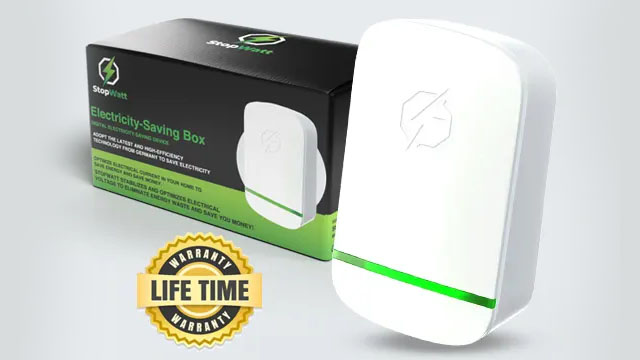 StopWatt
StopWatt
Electricity-Saving Box
DIGITAL ELECTRICITY SAVING DEVICE
ADOPT THE LATEST AND HIGH-EFFICIENCY
TECHNOLOGY FROM GERMANY TO SAVE ELECTRICITY
OPTIMIZE ELECTRICAL CURRENT IN YOUR HOME TO
SAVE ENERGY AND SAVE MONEY.
STOPWATT STABILIZES AND OPTIMIZES ELECTRICAL
VOLTAGE TO ELIMINATE ENERGY WASTE AND SAVE YOU MONEY!
WARRANTY
LIFE TIME
WARRANTY